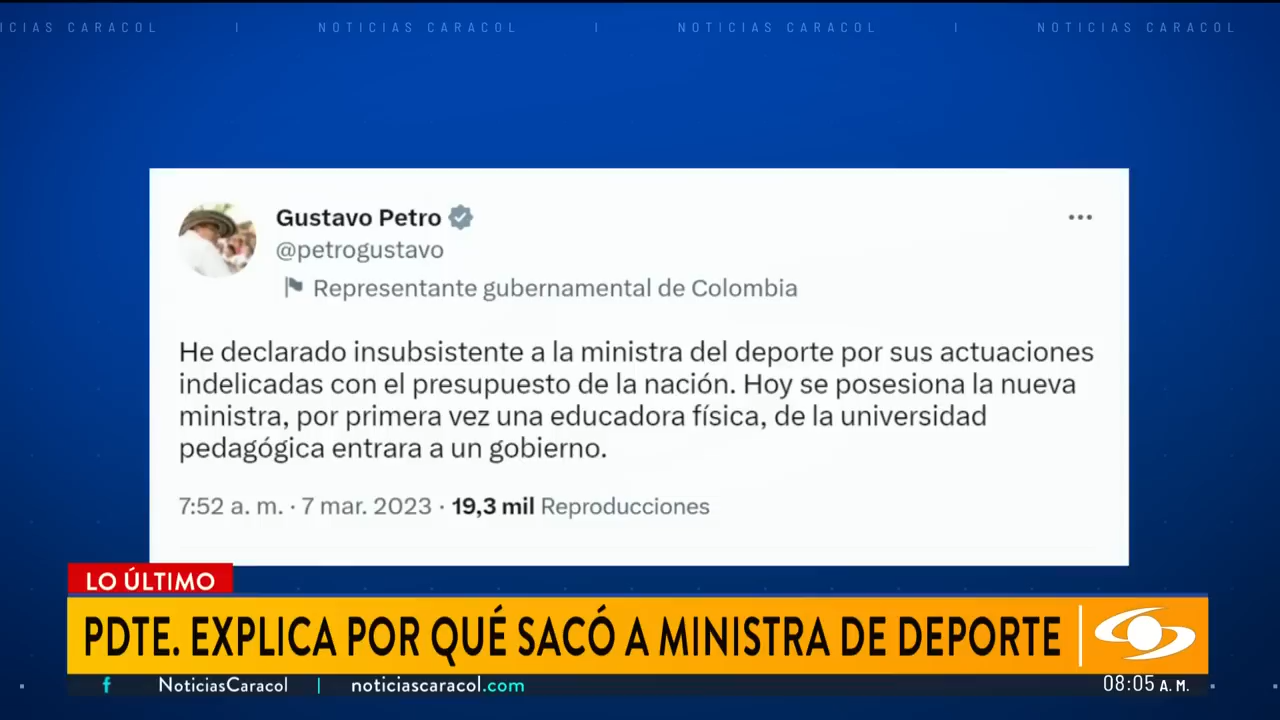 ICIAS CARACOL | NOTICIAS CARACOL | NOTICIAS CARACOL | NOTICIAS CARACOL
Gustavo Petro
@petrogustavo
Representante gubernamental de Colombia
He declarado insubsistente a la ministra del deporte por sus actuaciones
indelicadas con el presupuesto de la nación. Hoy se posesiona la nueva
ministra, por primera vez una educadora física, de la universidad
pedagógica entrara a un gobierno.
7:52 a. m. · 7 mar. 2023 · 19,3 mil Reproducciones
LO ÚLTIMO
PDTE. EXPLICA POR QUÉ SACÓ A MINISTRA DE DEPORTE
f NoticiasCaracol | noticiascaracol.com
08:05 A. M.